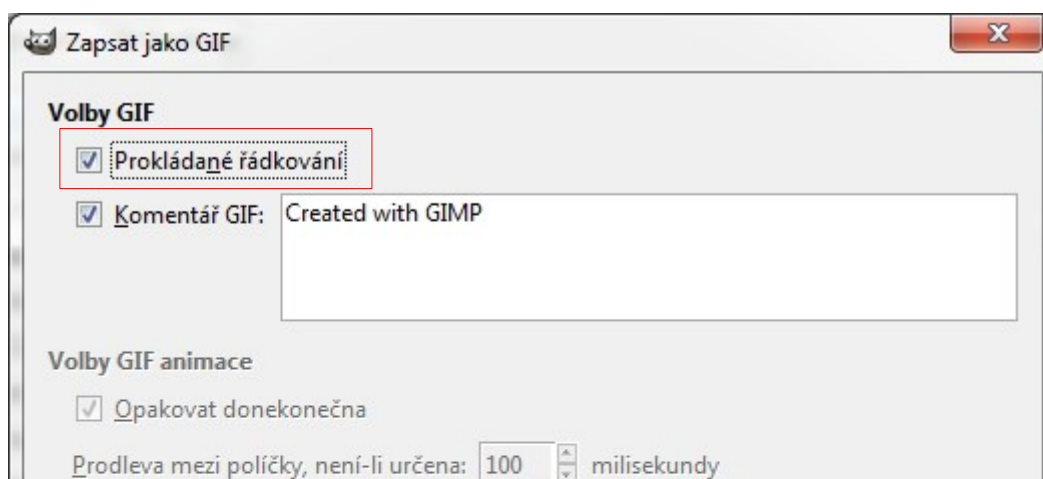 Zapsat jako GIF
Volby GIF
Prokládané řádkování
Komentář GIF: Created with GIMP
Volby GIF animace
Opakovat donekonečna
Prodleva mezi políčky, není-li určena: 100 milisekundy